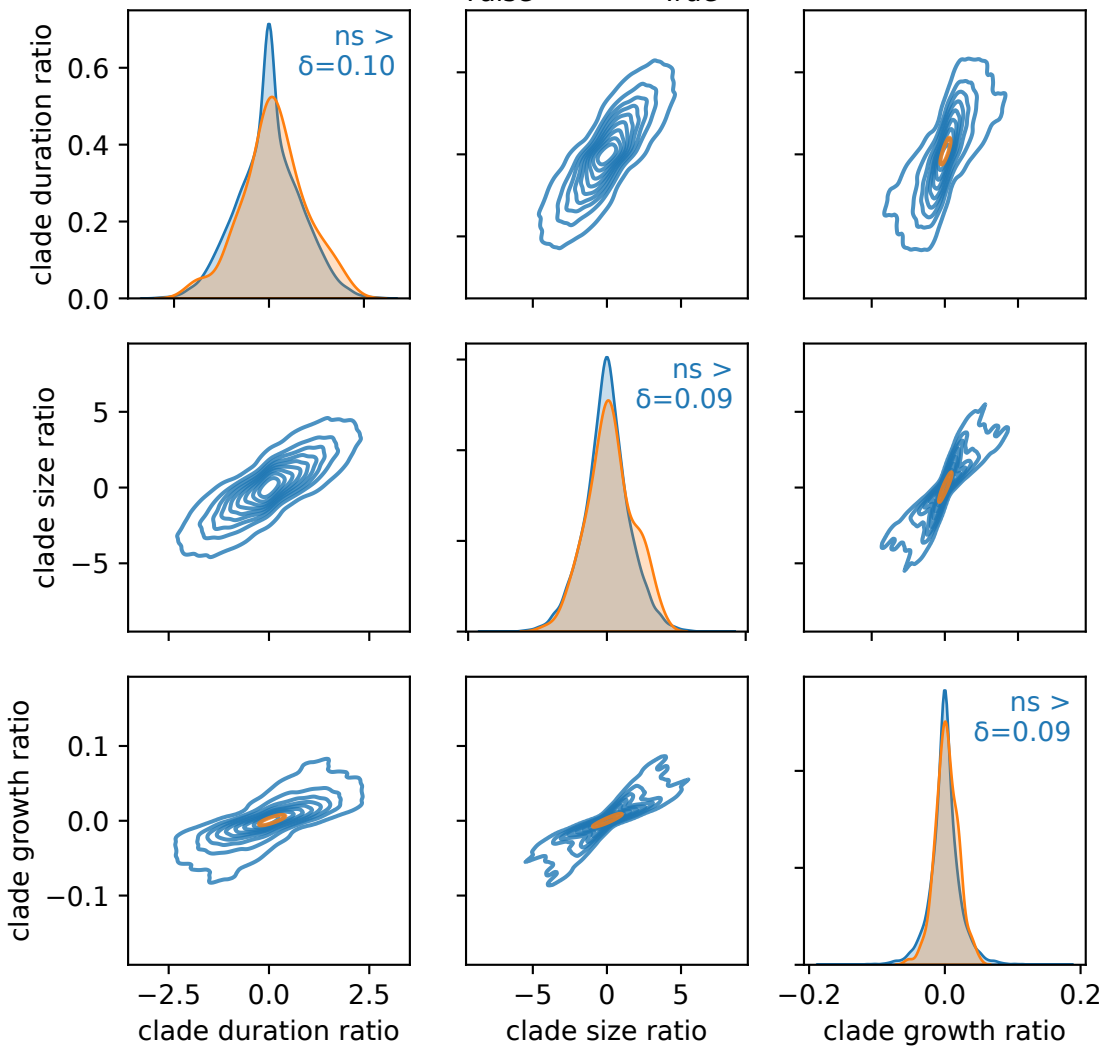 clade duration ratio
0.6
0.4
0.2
0.0
ns >
δ=0.10
−5
0
5
clade size ratio
5
0
−5
ns >
δ=0.09
clade growth ratio
0.1
0.0
−0.1
ns >
δ=0.09
−2.5 0.0 2.5
−5 0 5
−0.2 0.0 0.2
clade duration ratio
clade size ratio
clade growth ratio